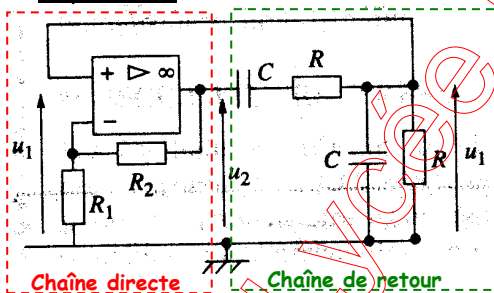 + ▷ ∞
−
C
R
u₁
R₂
R₁
u₂
C
R
u₁
Chaîne directe
Chaîne de retour